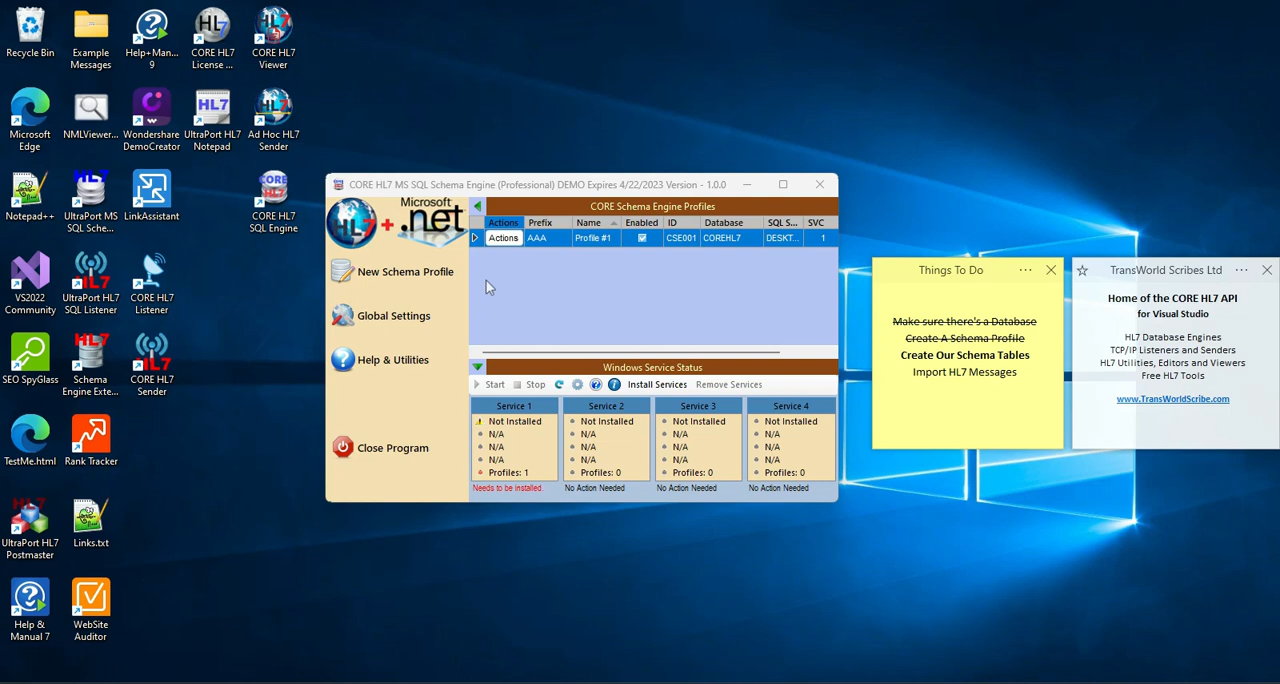 Recycle Bin
Example
Messages
Help+Man...
9
CORE HL7
License ...
CORE HL7
Viewer
Microsoft
Edge
NMLViewer...
Wondershare
DemoCreator
HL7
UltraPort HL7
Notepad
Ad Hoc HL7
Sender
Notepad++
HL7
UltraPort MS
SQL Sche...
LinkAssistant
CORE HL7
SQL Engine
VS2022
Community
HL7
UltraPort HL7
SQL Listener
CORE HL7
Listener
SEO SpyGlass
HL7
Schema
Engine Exte...
HL7
CORE HL7
Sender
TestMe.html
Rank Tracker
HL7
UltraPort HL7
Postmaster
Links.txt
Help &
Manual 7
WebSite
Auditor
CORE HL7 MS SQL Schema Engine (Professional) DEMO Expires 4/22/2023 Version - 1.0.0
HL7 + Microsoft .net
New Schema Profile
Global Settings
Help & Utilities
Close Program
CORE Schema Engine Profiles
Actions Prefix Name Enabled ID Database SQL S... SVC
Actions AAA Profile #1 CSE001 COREHL7 DESKT... 1
Windows Service Status
Start Stop Install Services Remove Services
Service 1 Service 2 Service 3 Service 4
Not Installed Not Installed Not Installed Not Installed
N/A N/A N/A N/A
N/A N/A N/A N/A
N/A N/A N/A N/A
Profiles: 1 Profiles: 0 Profiles: 0 Profiles: 0
Needs to be installed. No Action Needed No Action Needed No Action Needed
Things To Do
Make sure there's a Database
Create A Schema Profile
Create Our Schema Tables
Import HL7 Messages
TransWorld Scribes Ltd
Home of the CORE HL7 API
for Visual Studio
HL7 Database Engines
TCP/IP Listeners and Senders
HL7 Utilities, Editors and Viewers
Free HL7 Tools
www.TransWorldScribe.com